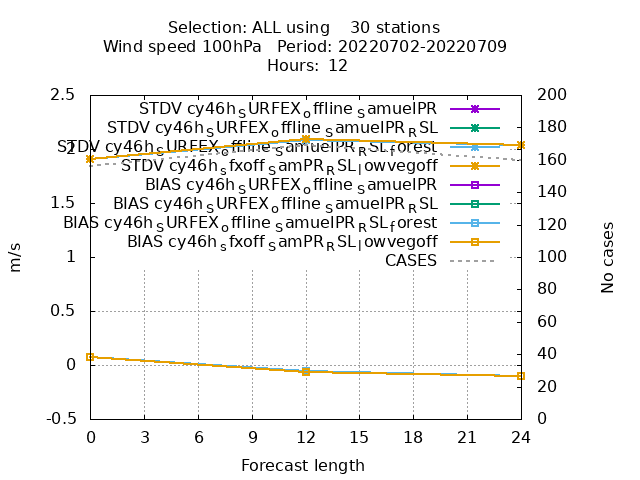 Selection: ALL using    30 stations
Wind speed 100hPa   Period: 20220702-20220709
Hours:  12
2.5
2
1.5
1
0.5
0
-0.5
200
180
160
140
120
100
80
60
40
20
0
STDV cy46h_SURFEX_offline_SamuelPR
STDV cy46h_SURFEX_offline_SamuelPR_RSL
STDV cy46h_SURFEX_offline_SamuelPR_RSL_forest
STDV cy46h_sfxoff_SamPR_RSL_lowvegoff
BIAS cy46h_SURFEX_offline_SamuelPR
BIAS cy46h_SURFEX_offline_SamuelPR_RSL
BIAS cy46h_SURFEX_offline_SamuelPR_RSL_forest
BIAS cy46h_sfxoff_SamPR_RSL_lowvegoff
CASES
m/s
No cases
0 3 6 9 12 15 18 21 24
Forecast length